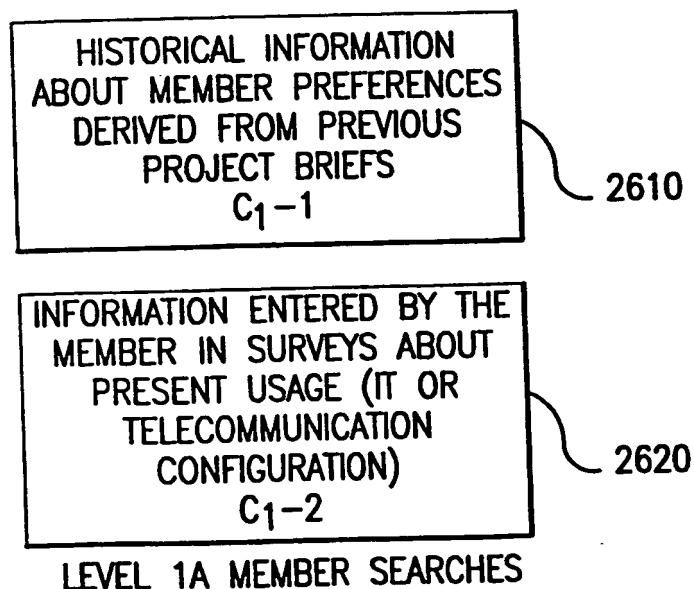 HISTORICAL INFORMATION
ABOUT MEMBER PREFERENCES
DERIVED FROM PREVIOUS
PROJECT BRIEFS
C1-1
2610
INFORMATION ENTERED BY THE
MEMBER IN SURVEYS ABOUT
PRESENT USAGE (IT OR
TELECOMMUNICATION
CONFIGURATION)
C1-2
2620
LEVEL 1A MEMBER SEARCHES